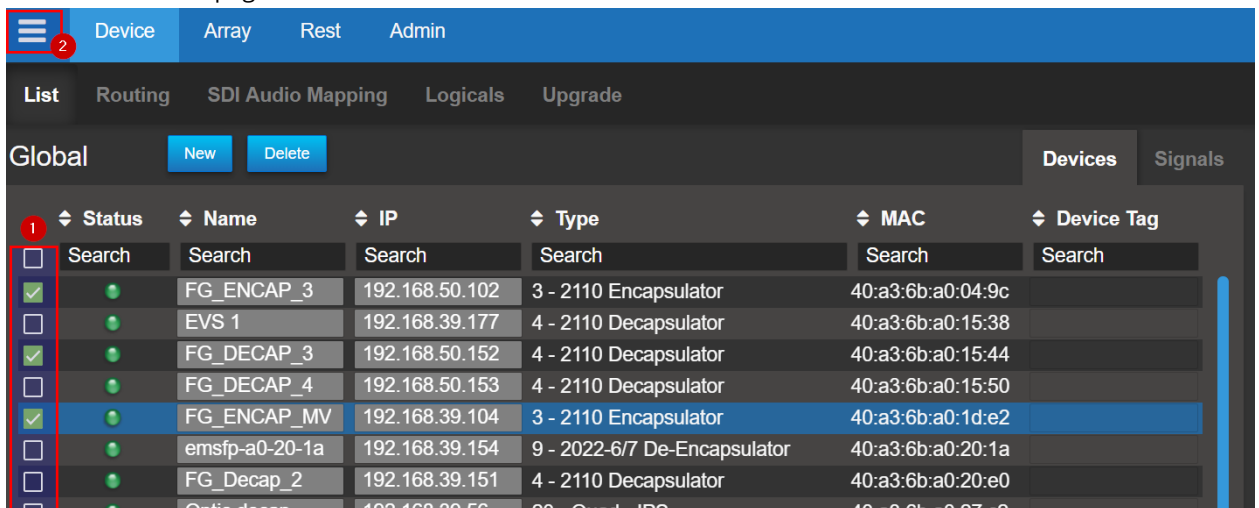 page
2
Device Array Rest Admin
List Routing SDI Audio Mapping Logicals Upgrade
Global New Delete Devices Signals
1
Status Name IP Type MAC Device Tag
Search Search Search Search Search Search
FG_ENCAP_3 192.168.50.102 3 - 2110 Encapsulator 40:a3:6b:a0:04:9c
EVS 1 192.168.39.177 4 - 2110 Decapsulator 40:a3:6b:a0:15:38
FG_DECAP_3 192.168.50.152 4 - 2110 Decapsulator 40:a3:6b:a0:15:44
FG_DECAP_4 192.168.50.153 4 - 2110 Decapsulator 40:a3:6b:a0:15:50
FG_ENCAP_MV 192.168.39.104 3 - 2110 Encapsulator 40:a3:6b:a0:1d:e2
emsfp-a0-20-1a 192.168.39.154 9 - 2022-6/7 De-Encapsulator 40:a3:6b:a0:20:1a
FG_Decap_2 192.168.39.151 4 - 2110 Decapsulator 40:a3:6b:a0:20:e0